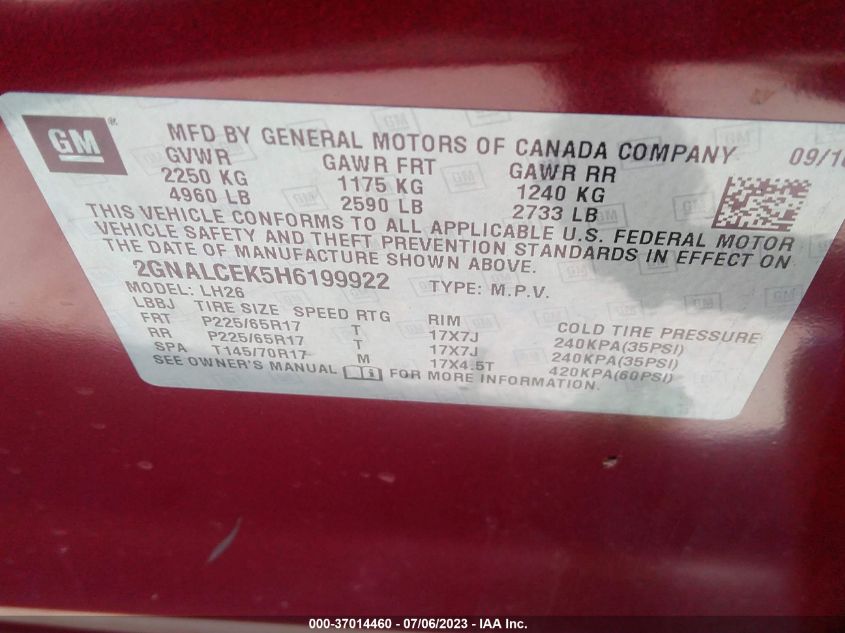 GM ®
MFD BY GENERAL MOTORS OF CANADA COMPANY
GVWR GAWR FRT GAWR RR
2250 KG 1175 KG 1240 KG
4960 LB 2590 LB 2733 LB
THIS VEHICLE CONFORMS TO ALL APPLICABLE U.S. FEDERAL MOTOR
VEHICLE SAFETY AND THEFT PREVENTION STANDARDS IN EFFECT ON
THE DATE OF MANUFACTURE SHOWN ABOVE.
2GNALCEK5H6199922 TYPE: M.P.V.
MODEL: LH26
LBBJ TIRE SIZE SPEED RTG RIM COLD TIRE PRESSURE
FRT P225/65R17 T 17X7J 240KPA(35PSI)
RR P225/65R17 T 17X7J 240KPA(35PSI)
SPA T145/70R17 M 17X4.5T 420KPA(60PSI)
SEE OWNER'S MANUAL FOR MORE INFORMATION.
000-37014460 - 07/06/2023 - IAA Inc.